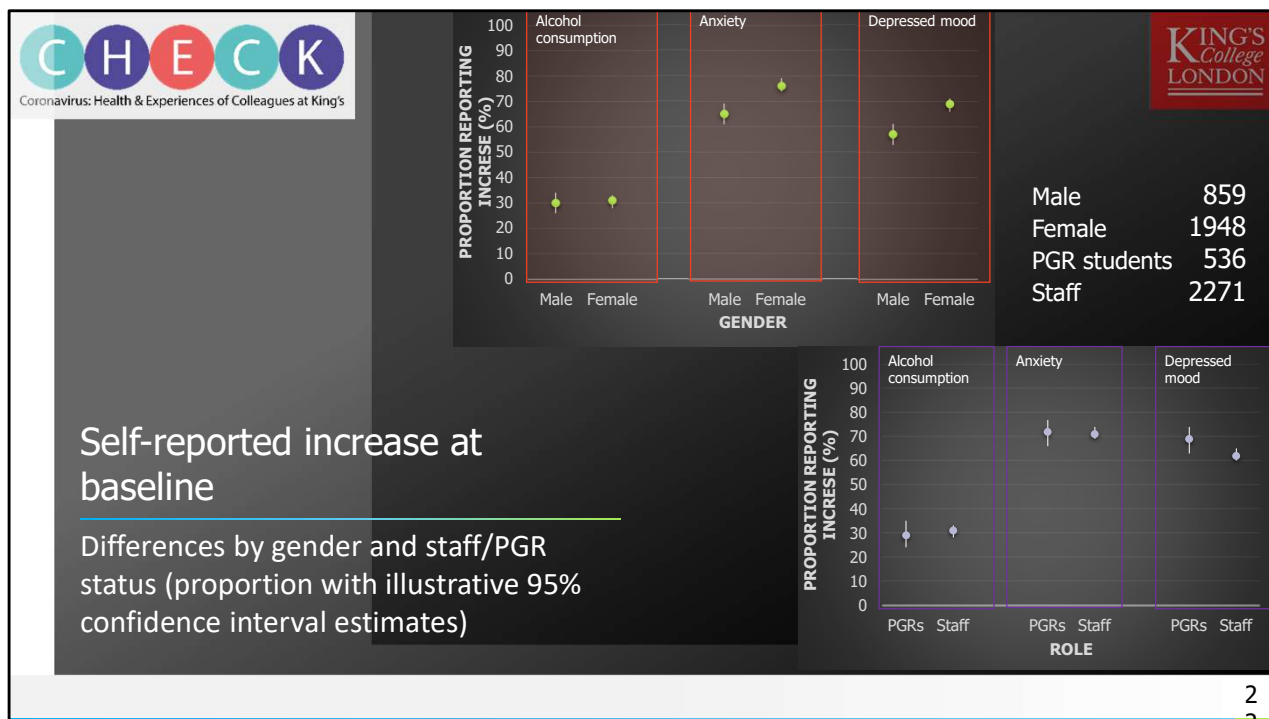 CHECK
Coronavirus: Health & Experiences of Colleagues at King's
KING'S
College
LONDON
PROPORTION REPORTING
INCRESE (%)
100
90
80
70
60
50
40
30
20
10
0
Alcohol
consumption
Anxiety
Depressed mood
Male Female
Male Female
Male Female
GENDER
Male 859
Female 1948
PGR students 536
Staff 2271
Self-reported increase at
baseline
Differences by gender and staff/PGR
status (proportion with illustrative 95%
confidence interval estimates)
PROPORTION REPORTING
INCRESE (%)
100
90
80
70
60
50
40
30
20
10
0
Alcohol
consumption
Anxiety
Depressed
mood
PGRs Staff
PGRs Staff
PGRs Staff
ROLE
2